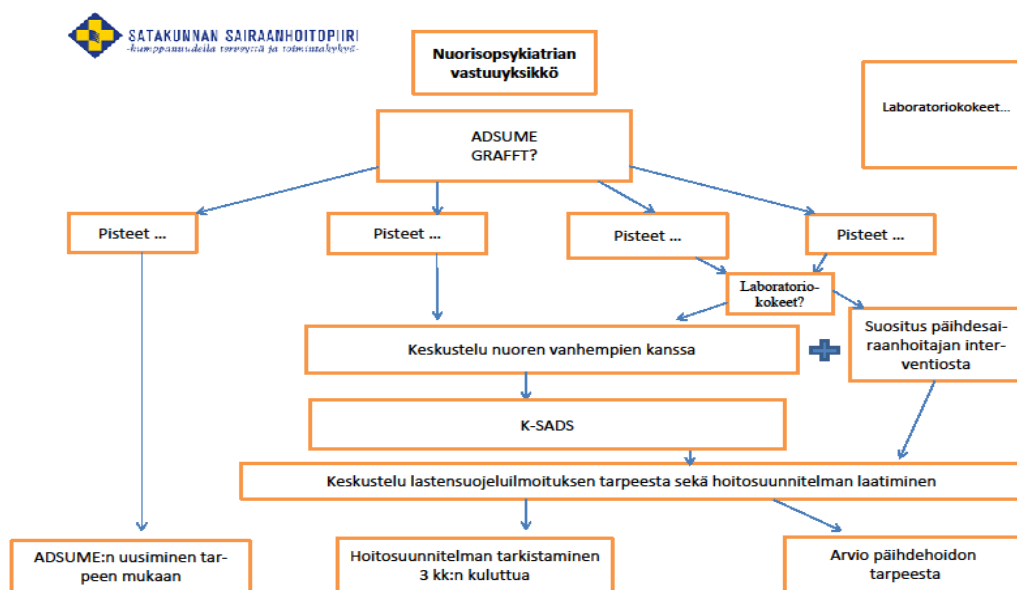 SATAKUNNAN SAIRAANHOITOPIIRI
-kumppanuudella terveyttä ja toimintakykyä-
Nuorisopsykiatrian
vastuuyksikkö
Laboratoriokokeet...
ADSUME
GRAFFT?
Pisteet ...
Pisteet ...
Pisteet ...
Pisteet ...
Laboratorio-
kokeet?
Suositus päihdesai-
raanhoitajan inter-
ventiosta
Keskustelu nuoren vanhempien kanssa
K-SADS
Keskustelu lastensuojeluilmoituksen tarpeesta sekä hoitosuunnitelman laatiminen
ADSUME:n uusiminen tar-
peen mukaan
Hoitosuunnitelman tarkistaminen
3 kk:n kuluttua
Arvio päihdehoidon
tarpeesta